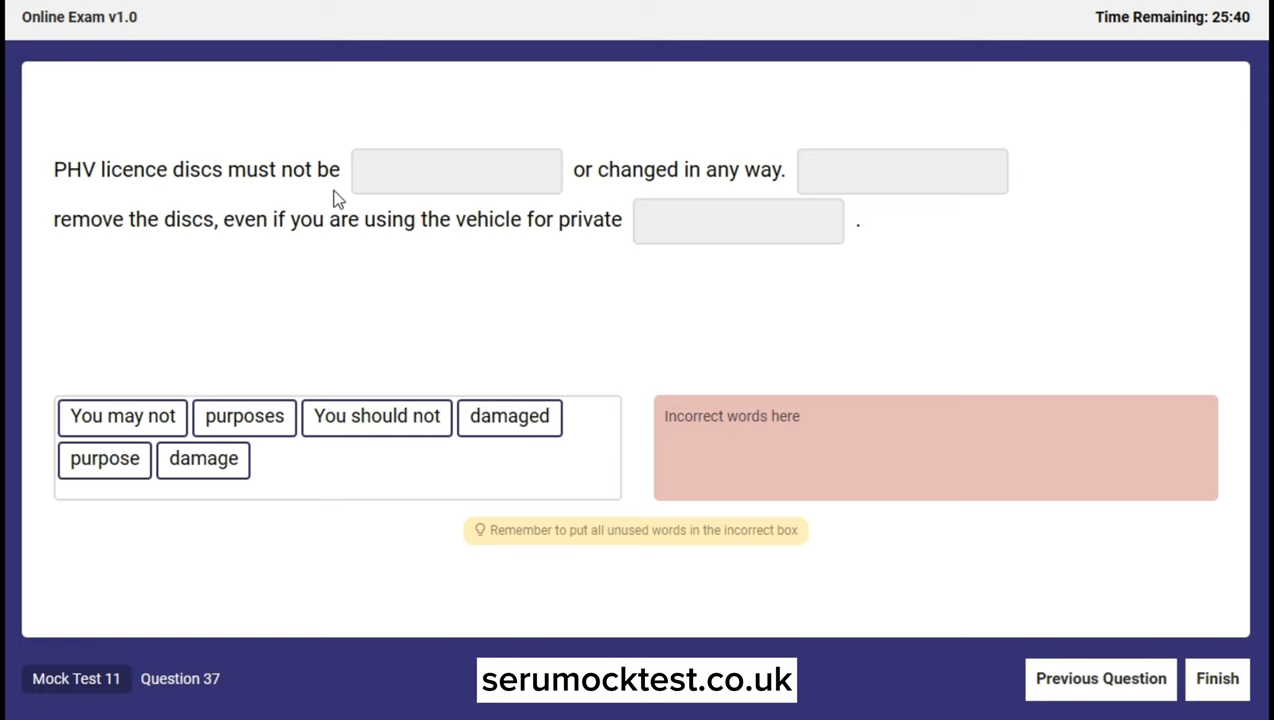 Online Exam v1.0
Time Remaining: 25:40
PHV licence discs must not be or changed in any way.
remove the discs, even if you are using the vehicle for private .
You may not purposes You should not damaged
purpose damage
Incorrect words here
Remember to put all unused words in the incorrect box
Mock Test 11 Question 37
serumocktest.co.uk
Previous Question Finish